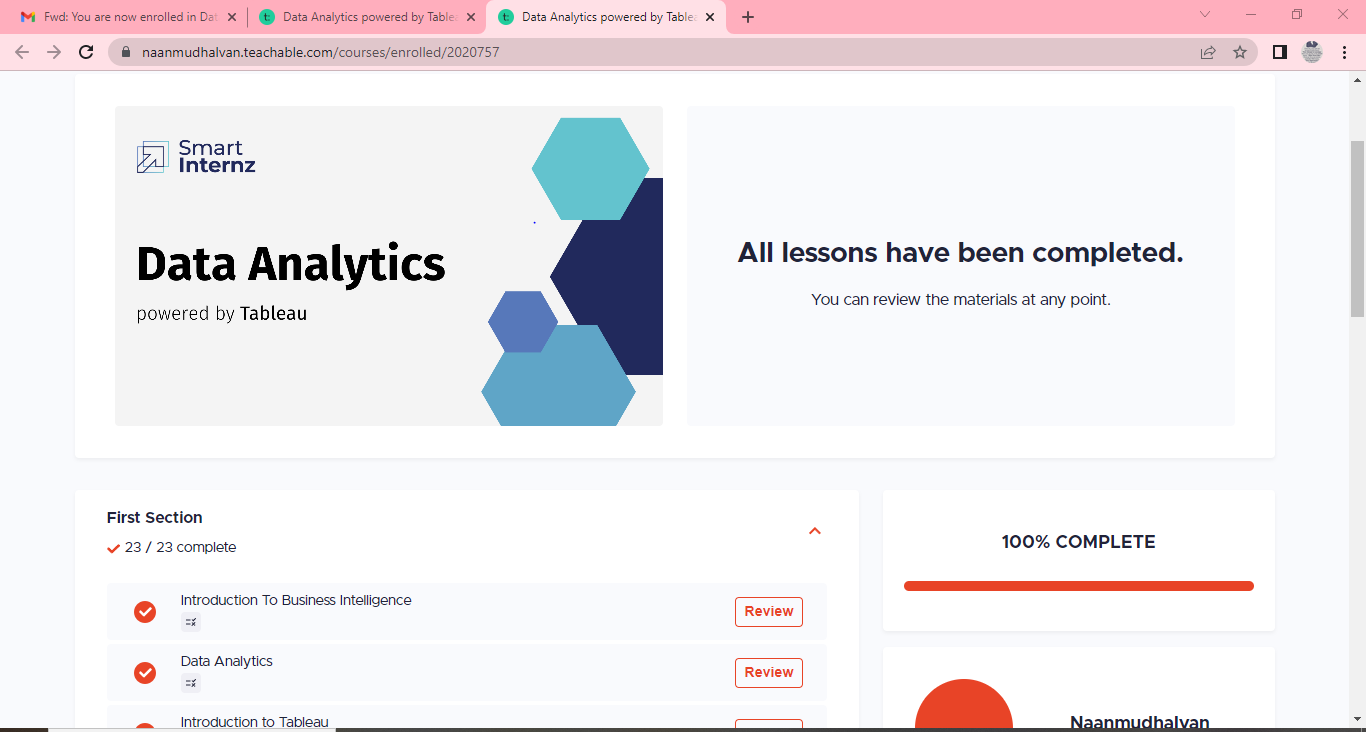 Fwd: You are now enrolled in Dat
Data Analytics powered by Table
Data Analytics powered by Table
naanmudhalvan.teachable.com/courses/enrolled/2020757
Smart
Internz
Data Analytics
powered by Tableau
All lessons have been completed.
You can review the materials at any point.
First Section
23 / 23 complete
100% COMPLETE
Introduction To Business Intelligence
Review
Data Analytics
Review
Introduction to Tableau
Naanmudhalvan